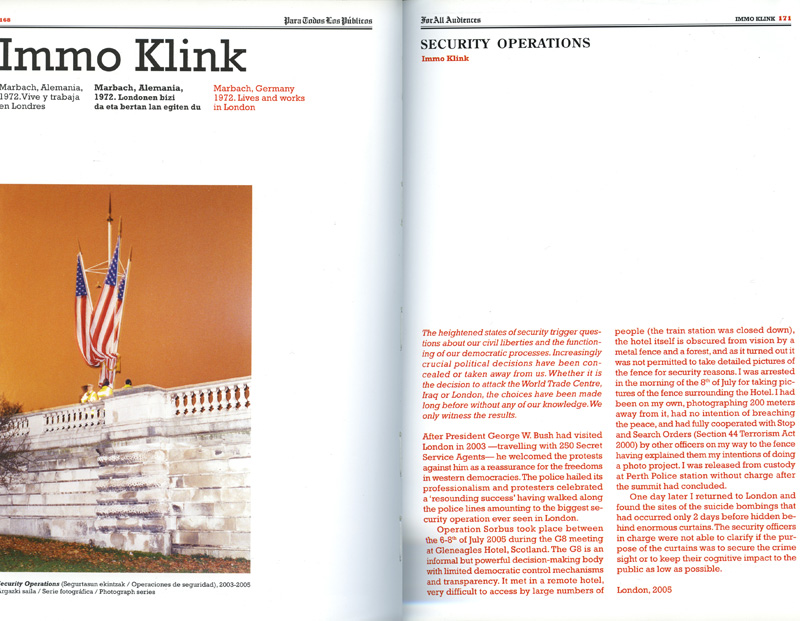 168
Para Todos Los Públicos
Immo Klink
Marbach, Alemania,
1972. Vive y trabaja
en Londres
Marbach, Alemania,
1972. Londonen bizi
da eta bertan lan egiten du
Marbach, Germany
1972. Lives and works
in London
Security Operations (Segurtasun ekintzak / Operaciones de seguridad), 2003-2005
Argazki saila / Serie fotográfica / Photograph series
For All Audiences
IMMO KLINK 171
SECURITY OPERATIONS
Immo Klink
The heightened states of security trigger ques-
tions about our civil liberties and the function-
ing of our democratic processes. Increasingly
crucial political decisions have been con-
cealed or taken away from us. Whether it is
the decision to attack the World Trade Centre,
Iraq or London, the choices have been made
long before without any of our knowledge. We
only witness the results.
After President George W. Bush had visited
London in 2003 —travelling with 250 Secret
Service Agents— he welcomed the protests
against him as a reassurance for the freedoms
in western democracies. The police hailed its
professionalism and protesters celebrated
a 'resounding success' having walked along
the police lines amounting to the biggest se-
curity operation ever seen in London.
Operation Sorbus took place between
the 6-8th of July 2005 during the G8 meeting
at Gleneagles Hotel, Scotland. The G8 is an
informal but powerful decision-making body
with limited democratic control mechanisms
and transparency. It met in a remote hotel,
very difficult to access by large numbers of
people (the train station was closed down),
the hotel itself is obscured from vision by a
metal fence and a forest, and as it turned out it
was not permitted to take detailed pictures of
the fence for security reasons. I was arrested
in the morning of the 8th of July for taking pic-
tures of the fence surrounding the Hotel. I had
been on my own, photographing 200 meters
away from it, had no intention of breaching
the peace, and had fully cooperated with Stop
and Search Orders (Section 44 Terrorism Act
2000) by other officers on my way to the fence
having explained them my intentions of doing
a photo project. I was released from custody
at Perth Police station without charge after
the summit had concluded.
One day later I returned to London and
found the sites of the suicide bombings that
had occurred only 2 days before hidden be-
hind enormous curtains. The security officers
in charge were not able to clarify if the pur-
pose of the curtains was to secure the crime
sight or to keep their cognitive impact to the
public as low as possible.
London, 2005